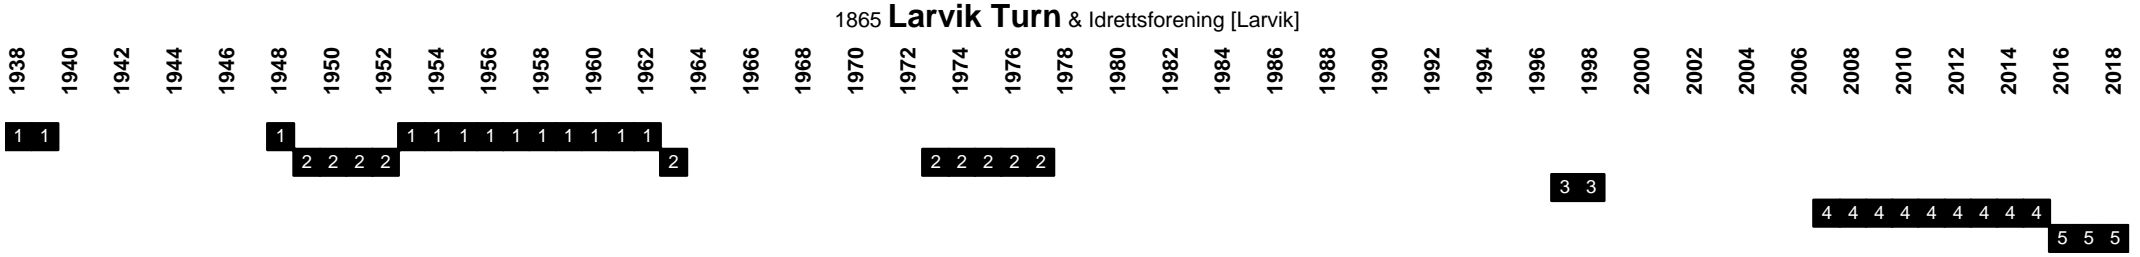 1865 Larvik Turn & Idrettsforening [Larvik]
1938 1940 1942 1944 1946 1948 1950 1952 1954 1956 1958 1960 1962 1964 1966 1968 1970 1972 1974 1976 1978 1980 1982 1984 1986 1988 1990 1992 1994 1996 1998 2000 2002 2004 2006 2008 2010 2012 2014 2016 2018
1 1 1 1 1 1 1 1 1 1 1 1 1
2 2 2 2 2 2 2 2 2 2
3 3
4 4 4 4 4 4 4 4 4
5 5 5